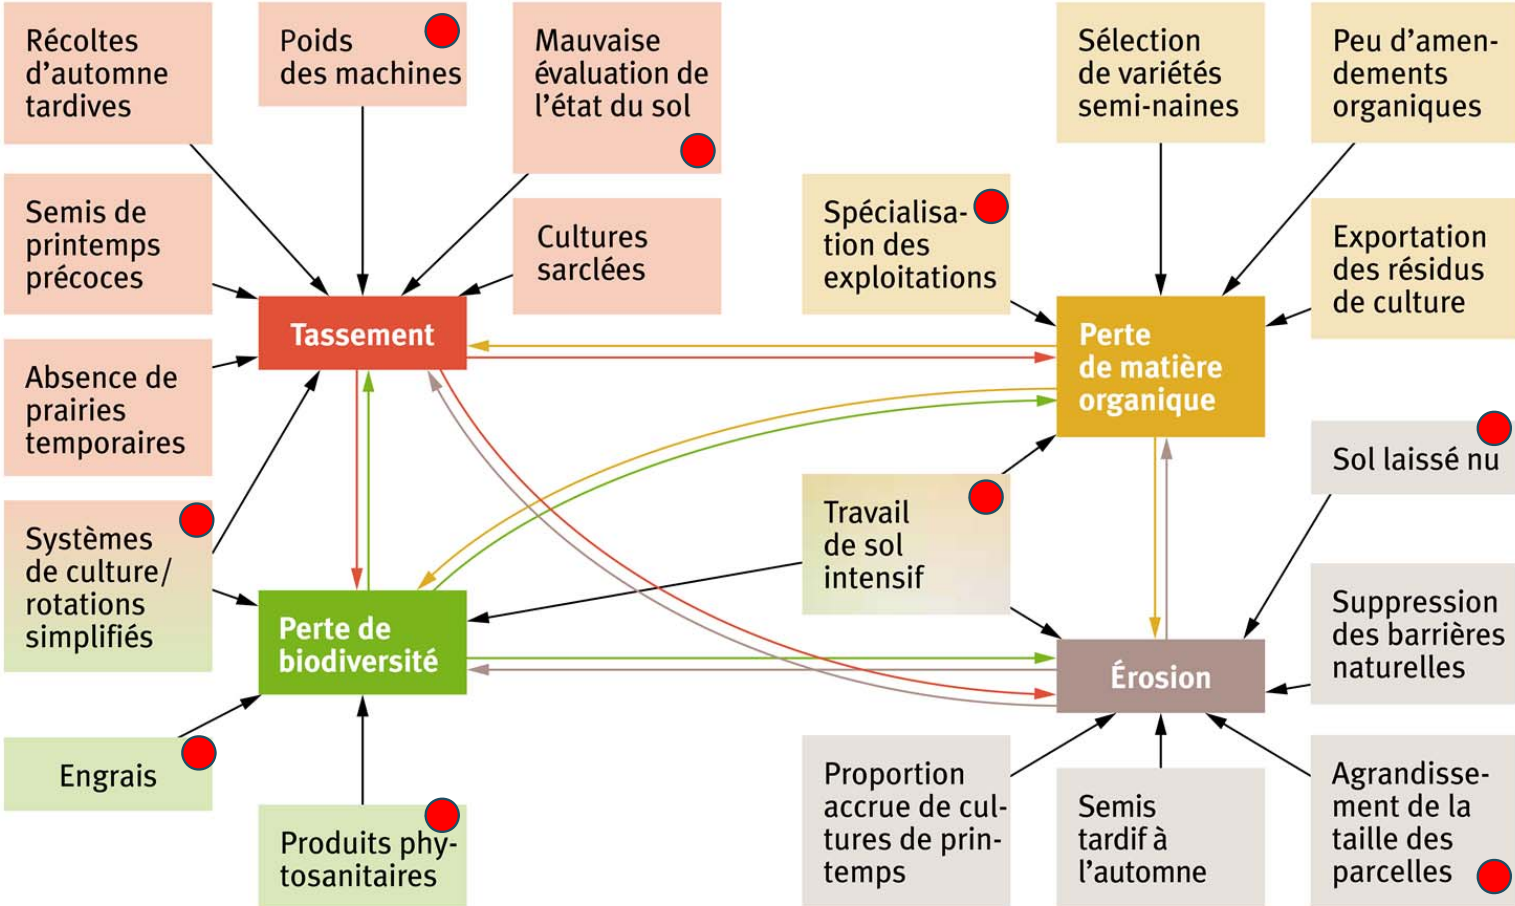 Récoltes
d’automne
tardives
Poids
des machines
Mauvaise
évaluation de
l’état du sol
Sélection
de variétés
semi-naines
Peu d’amen-
dements
organiques
Semis de
printemps
précoces
Cultures
sarclées
Spécialisa-
tion des
exploitations
Exportation
des résidus
de culture
Tassement
Perte
de matière
organique
Absence de
prairies
temporaires
Sol laissé nu
Systèmes
de culture/
rotations
simplifiés
Travail
de sol
intensif
Suppression
des barrières
naturelles
Perte de
biodiversité
Érosion
Engrais
Produits phy-
tosanitaires
Proportion
accrue de cul-
tures de prin-
temps
Semis
tardif à
l’automne
Agrandisse-
ment de la
taille des
parcelles